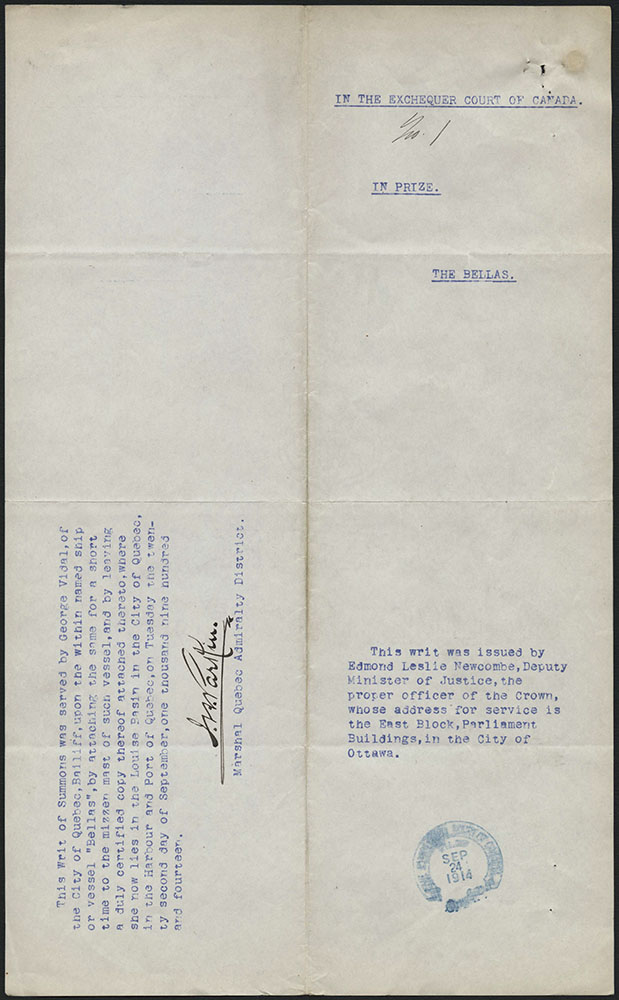 IN THE EXCHEQUER COURT OF CANADA.
No. 1
IN PRIZE.
THE BELLAS.
This writ was issued by
Edmond Leslie Newcombe, Deputy
Minister of Justice, the
proper officer of the Crown,
whose address for service is
the East Block, Parliament
Buildings, in the City of
Ottawa.
SEP
24
1914
This Writ of Summons was served by George Vidal, of
the City of Quebec, Bailiff, upon the within named ship
or vessel "Bellas", by attaching the same for a short
time to the mizzen mast of such vessel, and by leaving
a duly certified copy thereof attached thereto, where
she now lies in the Louise Basin in the City of Quebec,
in the Harbour and Port of Quebec, on Tuesday the twen-
ty second day of September, one thousand nine hundred
and fourteen.
Marshal Quebec Admiralty District.